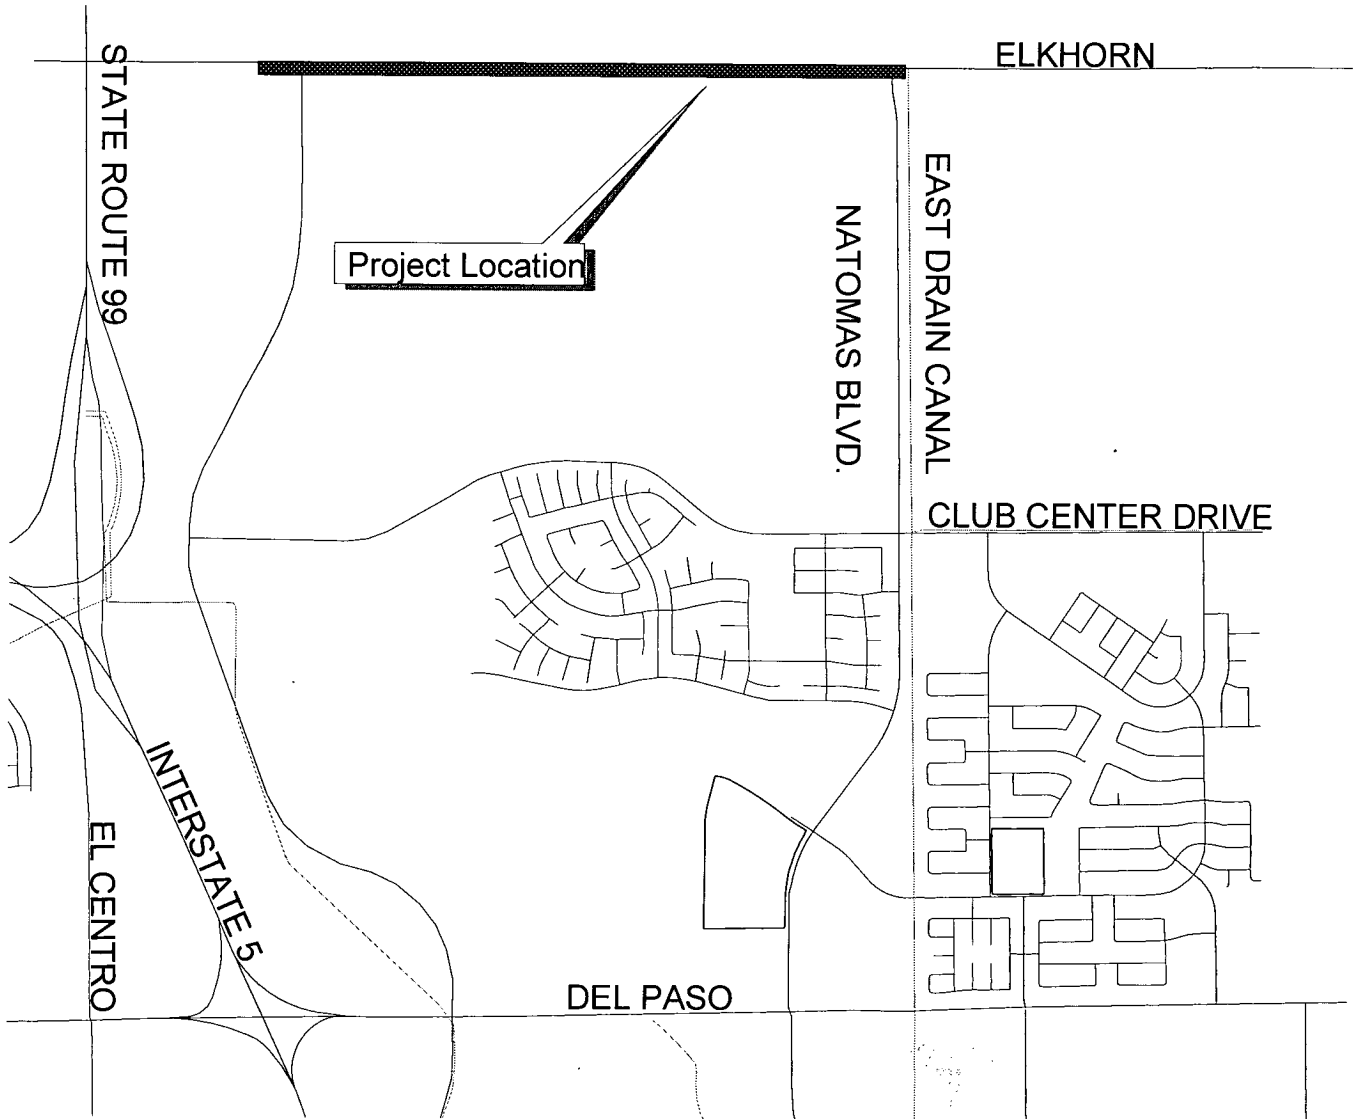 ELKHORN
STATE ROUTE 99
EAST DRAIN CANAL
NATOMAS BLVD.
Project Location
CLUB CENTER DRIVE
INTERSTATE 5
EL CENTRO
DEL PASO